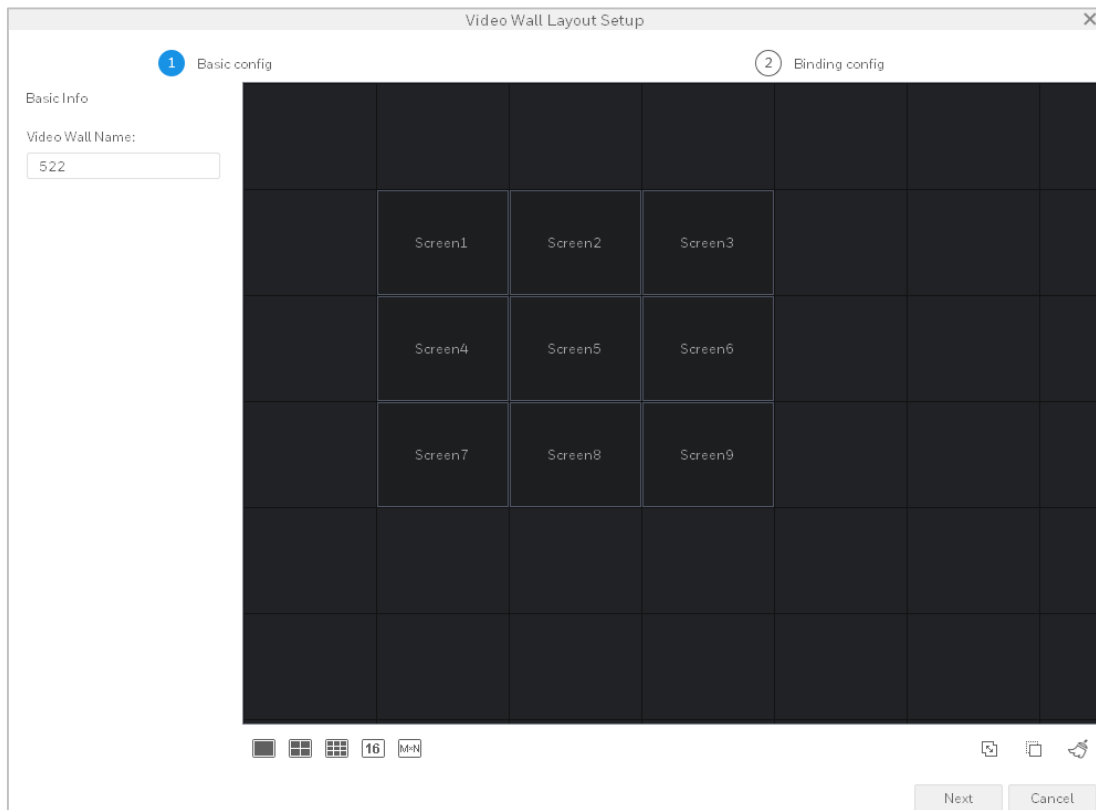 Video Wall Layout Setup
1 Basic config 2 Binding config
Basic Info
Video Wall Name:
522
Screen1 Screen2 Screen3
Screen4 Screen5 Screen6
Screen7 Screen8 Screen9
16 M×N
Next Cancel